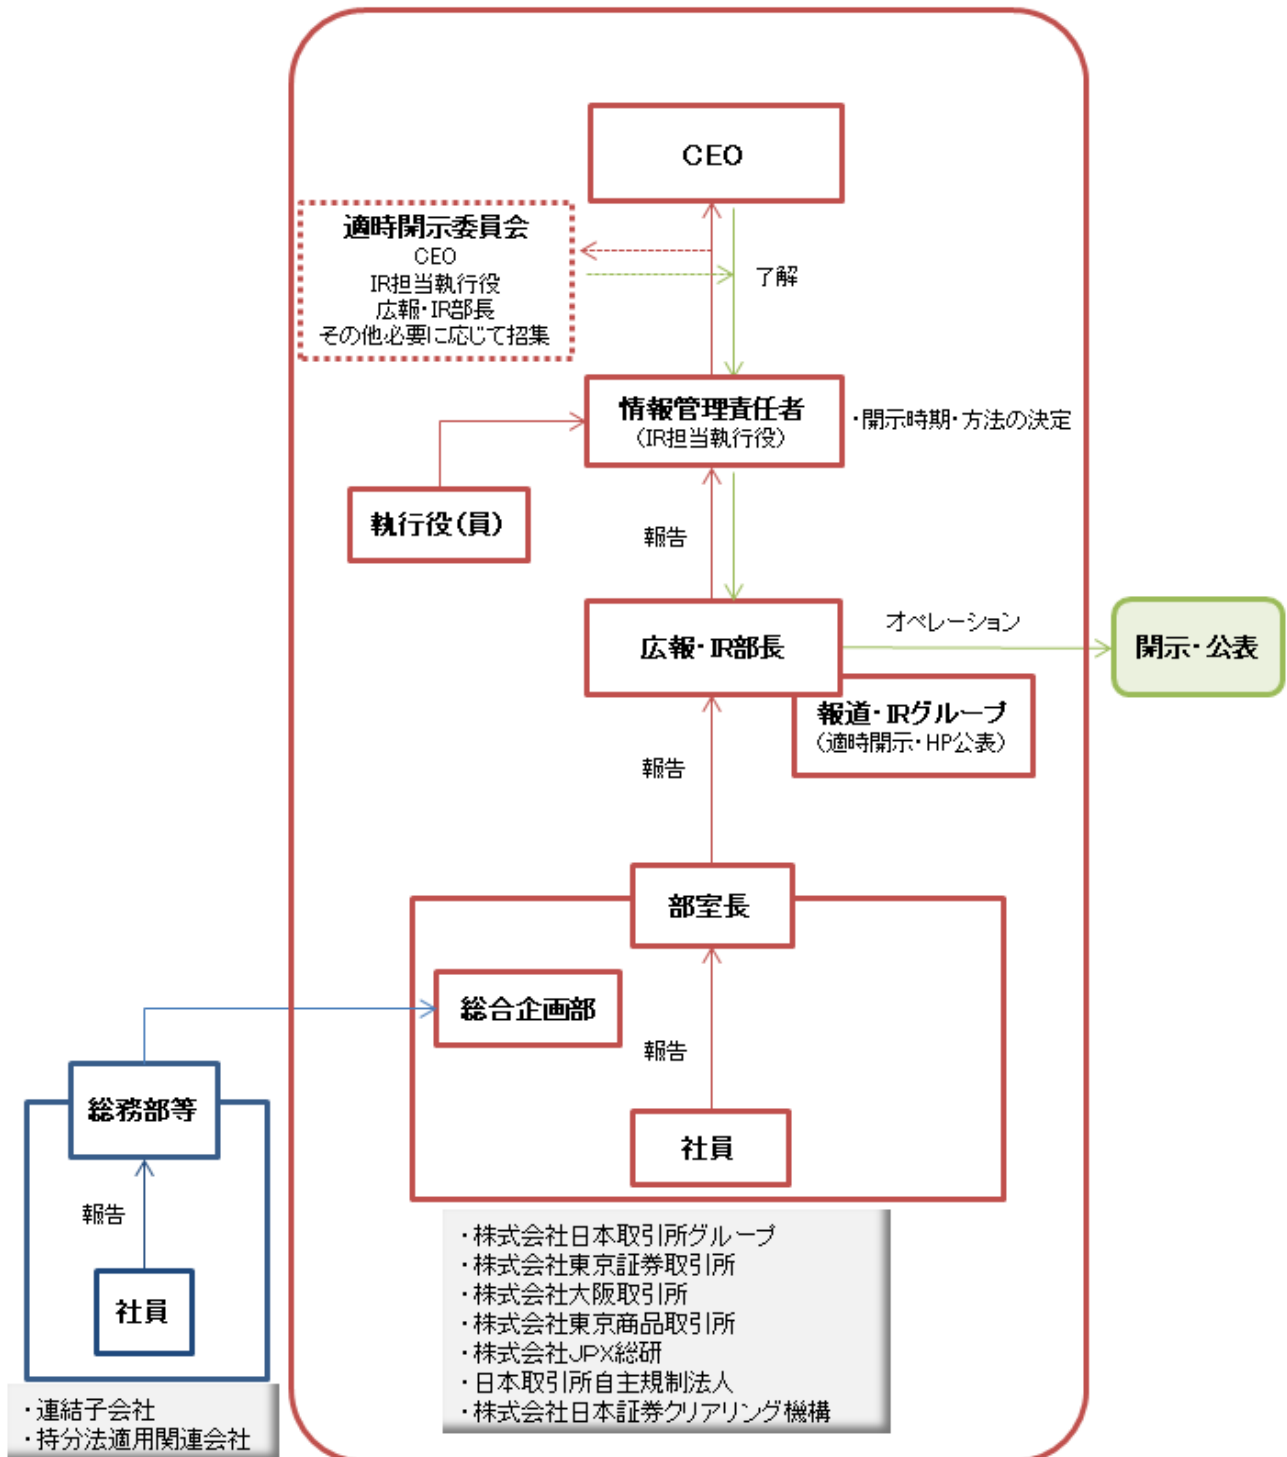 CEO
適時開示委員会
CEO
IR担当執行役
広報・IR部長
その他必要に応じて招集
了解
情報管理責任者
（IR担当執行役）
・開示時期・方法の決定
執行役（員）
報告
広報・IR部長
オペレーション
開示・公表
報道・IRグループ
（適時開示・HP公表）
報告
部室長
総合企画部
報告
社員
総務部等
報告
社員
・連結子会社
・持分法適用関連会社
・株式会社日本取引所グループ
・株式会社東京証券取引所
・株式会社大阪取引所
・株式会社東京商品取引所
・株式会社JPX総研
・日本取引所自主規制法人
・株式会社日本証券クリアリング機構